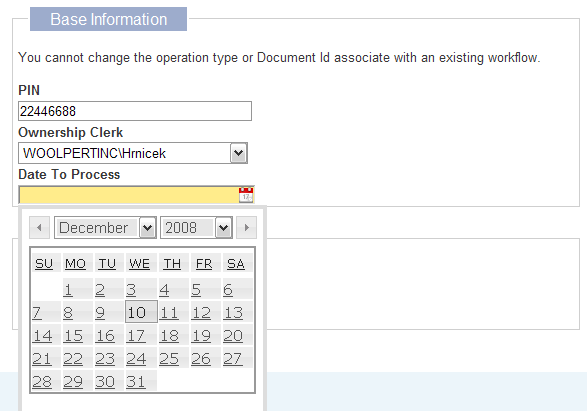 Base Information
You cannot change the operation type or Document Id associate with an existing workflow.
PIN
22446688
Ownership Clerk
WOOLPERTINC\Hrnicek
Date To Process
December 2008
SU MO TU WE TH FR SA
1 2 3 4 5 6
7 8 9 10 11 12 13
14 15 16 17 18 19 20
21 22 23 24 25 26 27
28 29 30 31